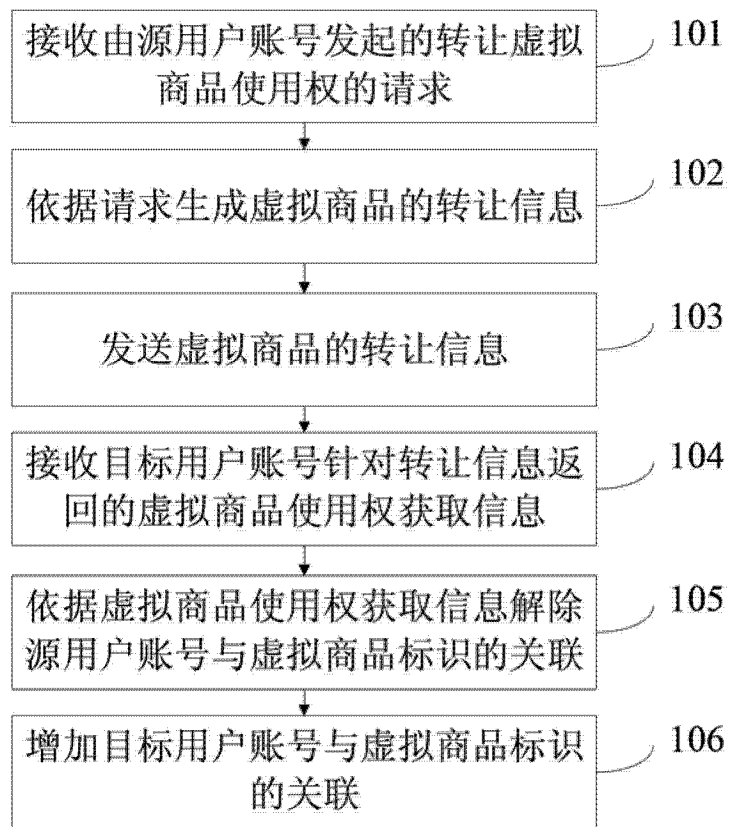 接收由源用户账号发起的转让虚拟
商品使用权的请求
101
依据请求生成虚拟商品的转让信息
102
发送虚拟商品的转让信息
103
接收目标用户账号针对转让信息返
回的虚拟商品使用权获取信息
104
依据虚拟商品使用权获取信息解除
源用户账号与虚拟商品标识的关联
105
增加目标用户账号与虚拟商品标识
的关联
106